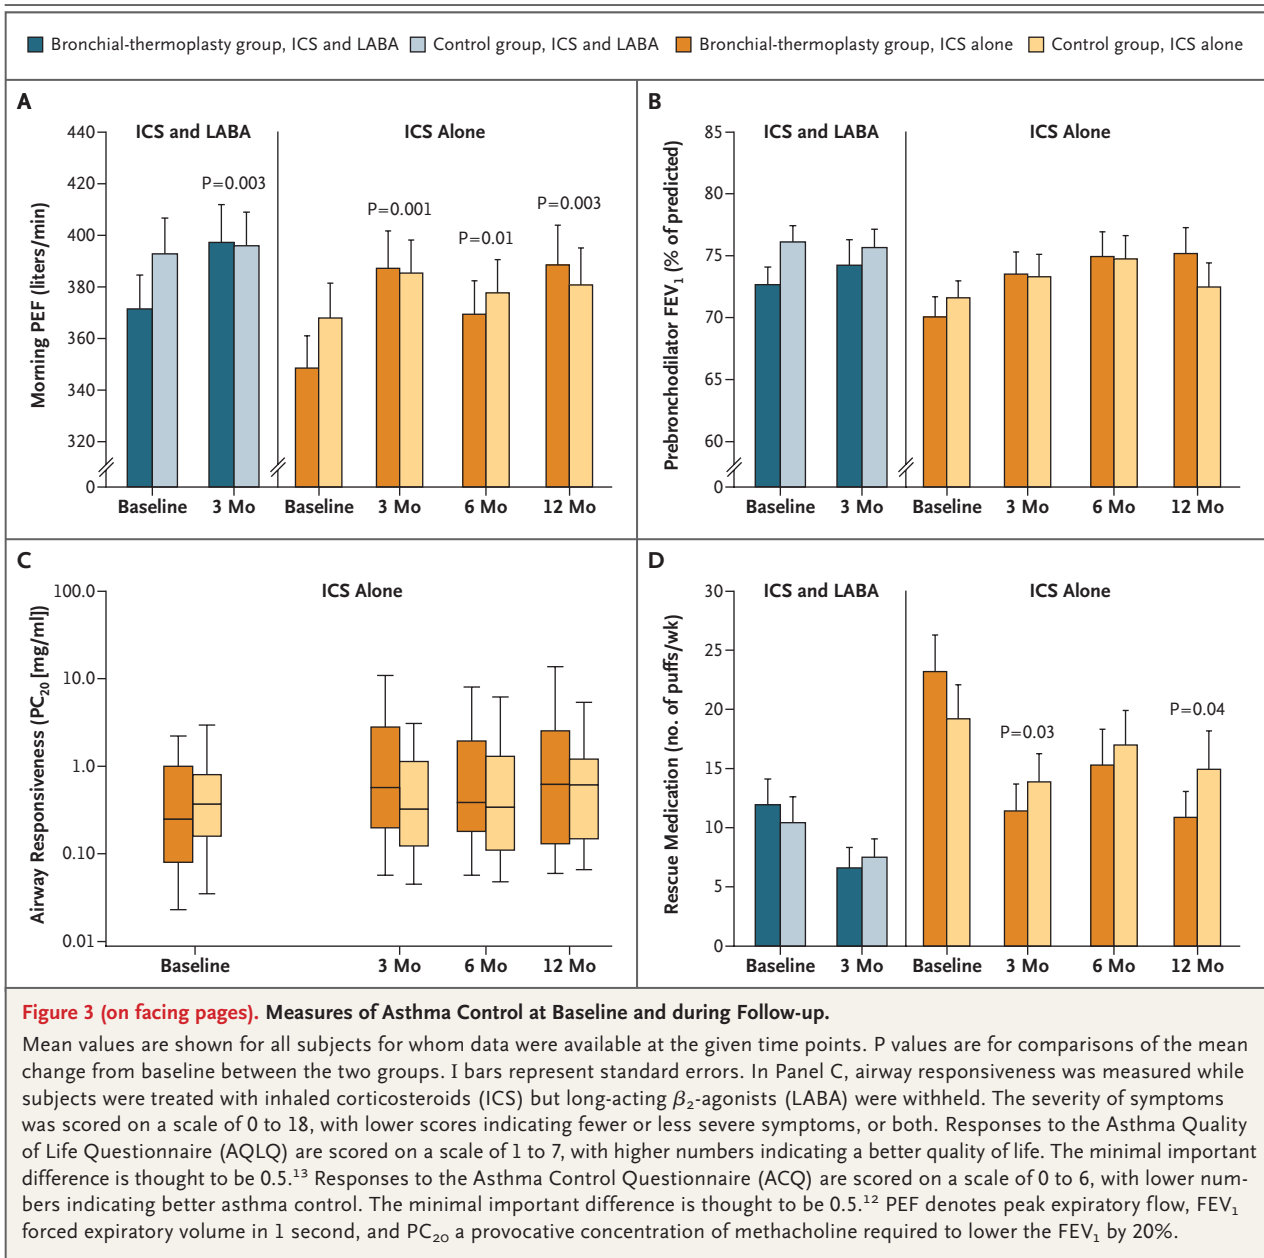 Bronchial-thermoplasty group, ICS and LABA Control group, ICS and LABA Bronchial-thermoplasty group, ICS alone Control group, ICS alone
A
ICS and LABA ICS Alone
Morning PEF (liters/min)
440
420
400
380
360
340
320
0
P=0.003
P=0.001
P=0.01
P=0.003
Baseline 3 Mo Baseline 3 Mo 6 Mo 12 Mo
B
ICS and LABA ICS Alone
Prebronchodilator FEV₁ (% of predicted)
85
80
75
70
65
60
0
Baseline 3 Mo Baseline 3 Mo 6 Mo 12 Mo
C
ICS Alone
Airway Responsiveness (PC₂₀ [mg/ml])
100.0
10.0
1.0
0.10
0.01
Baseline 3 Mo 6 Mo 12 Mo
D
ICS and LABA ICS Alone
Rescue Medication (no. of puffs/wk)
30
25
20
15
10
5
0
P=0.03
P=0.04
Baseline 3 Mo Baseline 3 Mo 6 Mo 12 Mo
Figure 3 (on facing pages). Measures of Asthma Control at Baseline and during Follow-up.
Mean values are shown for all subjects for whom data were available at the given time points. P values are for comparisons of the mean
change from baseline between the two groups. I bars represent standard errors. In Panel C, airway responsiveness was measured while
subjects were treated with inhaled corticosteroids (ICS) but long-acting β₂-agonists (LABA) were withheld. The severity of symptoms
was scored on a scale of 0 to 18, with lower scores indicating fewer or less severe symptoms, or both. Responses to the Asthma Quality
of Life Questionnaire (AQLQ) are scored on a scale of 1 to 7, with higher numbers indicating a better quality of life. The minimal important
difference is thought to be 0.5.¹³ Responses to the Asthma Control Questionnaire (ACQ) are scored on a scale of 0 to 6, with lower num-
bers indicating better asthma control. The minimal important difference is thought to be 0.5.¹² PEF denotes peak expiratory flow, FEV₁
forced expiratory volume in 1 second, and PC₂₀ a provocative concentration of methacholine required to lower the FEV₁ by 20%.